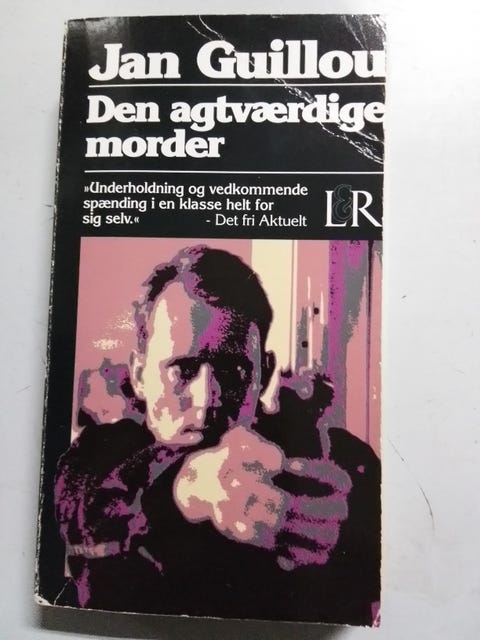 Jan Guillou
Den agtværdige
morder
»Underholdning og vedkommende
spænding i en klasse helt for
sig selv.«
- Det fri Aktuelt
L&R